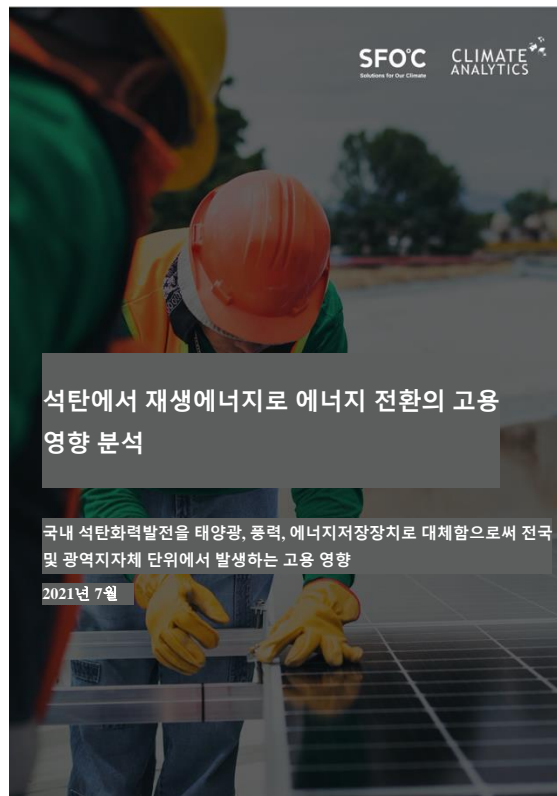 SFO°C
Solutions for Our Climate
CLIMATE
ANALYTICS
석탄에서 재생에너지로 에너지 전환의 고용
영향 분석
국내 석탄화력발전을 태양광, 풍력, 에너지저장장치로 대체함으로써 전국
및 광역지자체 단위에서 발생하는 고용 영향
2021년 7월